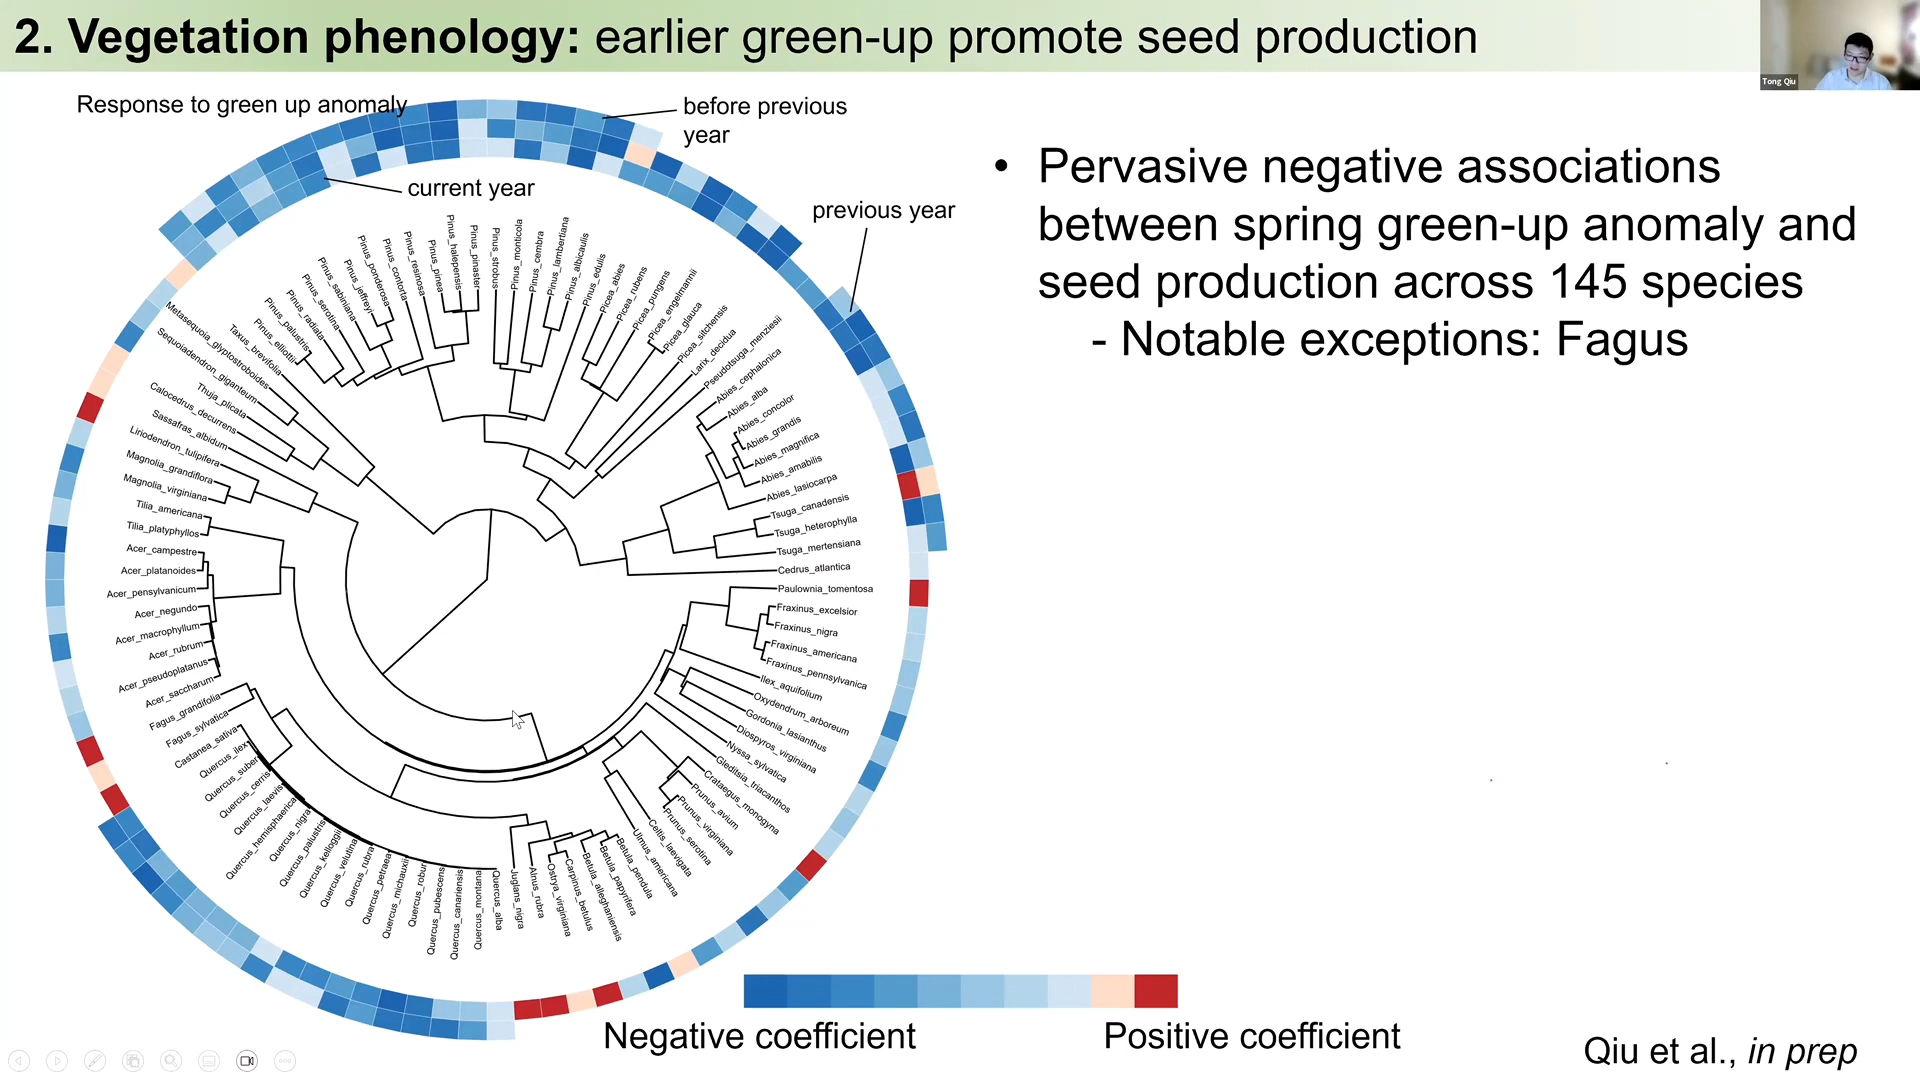 2. Vegetation phenology: earlier green-up promote seed production
Tong Qiu
Response to green up anomaly
before previous
year
current year
previous year
• Pervasive negative associations
between spring green-up anomaly and
seed production across 145 species
- Notable exceptions: Fagus
Metasequoia_glyptostroboides
Sequoiadendron_giganteum
Taxus_brevifolia
Thuja_plicata
Calocedrus_decurrens
Sassafras_albidum
Liriodendron_tulipifera
Magnolia_grandiflora
Magnolia_virginiana
Tilia_americana
Tilia_platyphyllos
Acer_campestre
Acer_platanoides
Acer_pensylvanicum
Acer_negundo
Acer_macrophyllum
Acer_rubrum
Acer_pseudoplatanus
Acer_saccharum
Fagus_grandifolia
Fagus_sylvatica
Castanea_sativa
Quercus_ilex
Quercus_suber
Quercus_cerris
Quercus_laevis
Quercus_hemisphaerica
Quercus_nigra
Quercus_palustris
Quercus_kelloggii
Quercus_velutina
Quercus_rubra
Quercus_petraea
Quercus_michauxii
Quercus_robur
Quercus_pubescens
Quercus_canariensis
Quercus_montana
Quercus_alba
Juglans_nigra
Alnus_rubra
Ostrya_virginiana
Carpinus_betulus
Betula_alleghaniensis
Betula_papyrifera
Betula_pendula
Ulmus_americana
Celtis_laevigata
Prunus_serotina
Prunus_virginiana
Prunus_avium
Crataegus_monogyna
Gleditsia_triacanthos
Nyssa_sylvatica
Diospyros_virginiana
Gordonia_lasianthus
Oxydendrum_arboreum
Ilex_aquifolium
Fraxinus_pennsylvanica
Fraxinus_americana
Fraxinus_nigra
Fraxinus_excelsior
Paulownia_tomentosa
Cedrus_atlantica
Tsuga_mertensiana
Tsuga_heterophylla
Tsuga_canadensis
Abies_lasiocarpa
Abies_amabilis
Abies_magnifica
Abies_grandis
Abies_concolor
Abies_alba
Abies_cephalonica
Pseudotsuga_menziesii
Larix_decidua
Picea_sitchensis
Picea_glauca
Picea_engelmannii
Picea_pungens
Picea_rubens
Picea_abies
Pinus_edulis
Pinus_albicaulis
Pinus_lambertiana
Pinus_cembra
Pinus_monticola
Pinus_strobus
Pinus_pinaster
Pinus_halepensis
Pinus_pinea
Pinus_resinosa
Pinus_contorta
Pinus_ponderosa
Pinus_jeffreyi
Pinus_sabiniana
Pinus_serotina
Pinus_radiata
Pinus_palustris
Pinus_elliottii
Negative coefficient
Positive coefficient
Qiu et al., in prep